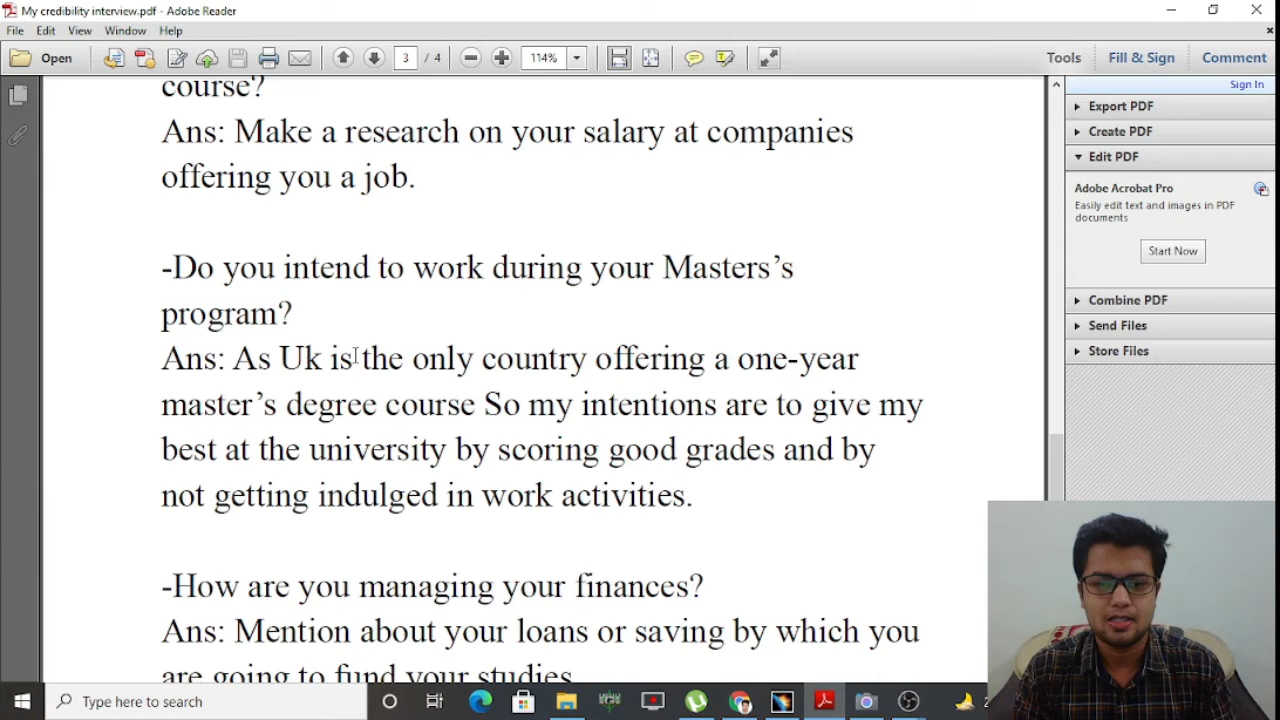 My credibility interview.pdf - Adobe Reader
File Edit View Window Help
Open 3 / 4 114% Tools Fill & Sign Comment
Sign In
course?
Ans: Make a research on your salary at companies
offering you a job.
-Do you intend to work during your Masters’s
program?
Ans: As Uk is the only country offering a one-year
master’s degree course So my intentions are to give my
best at the university by scoring good grades and by
not getting indulged in work activities.
-How are you managing your finances?
Ans: Mention about your loans or saving by which you
are going to fund your studies
Export PDF
Create PDF
Edit PDF
Adobe Acrobat Pro
Easily edit text and images in PDF
documents
Start Now
Combine PDF
Send Files
Store Files
Type here to search